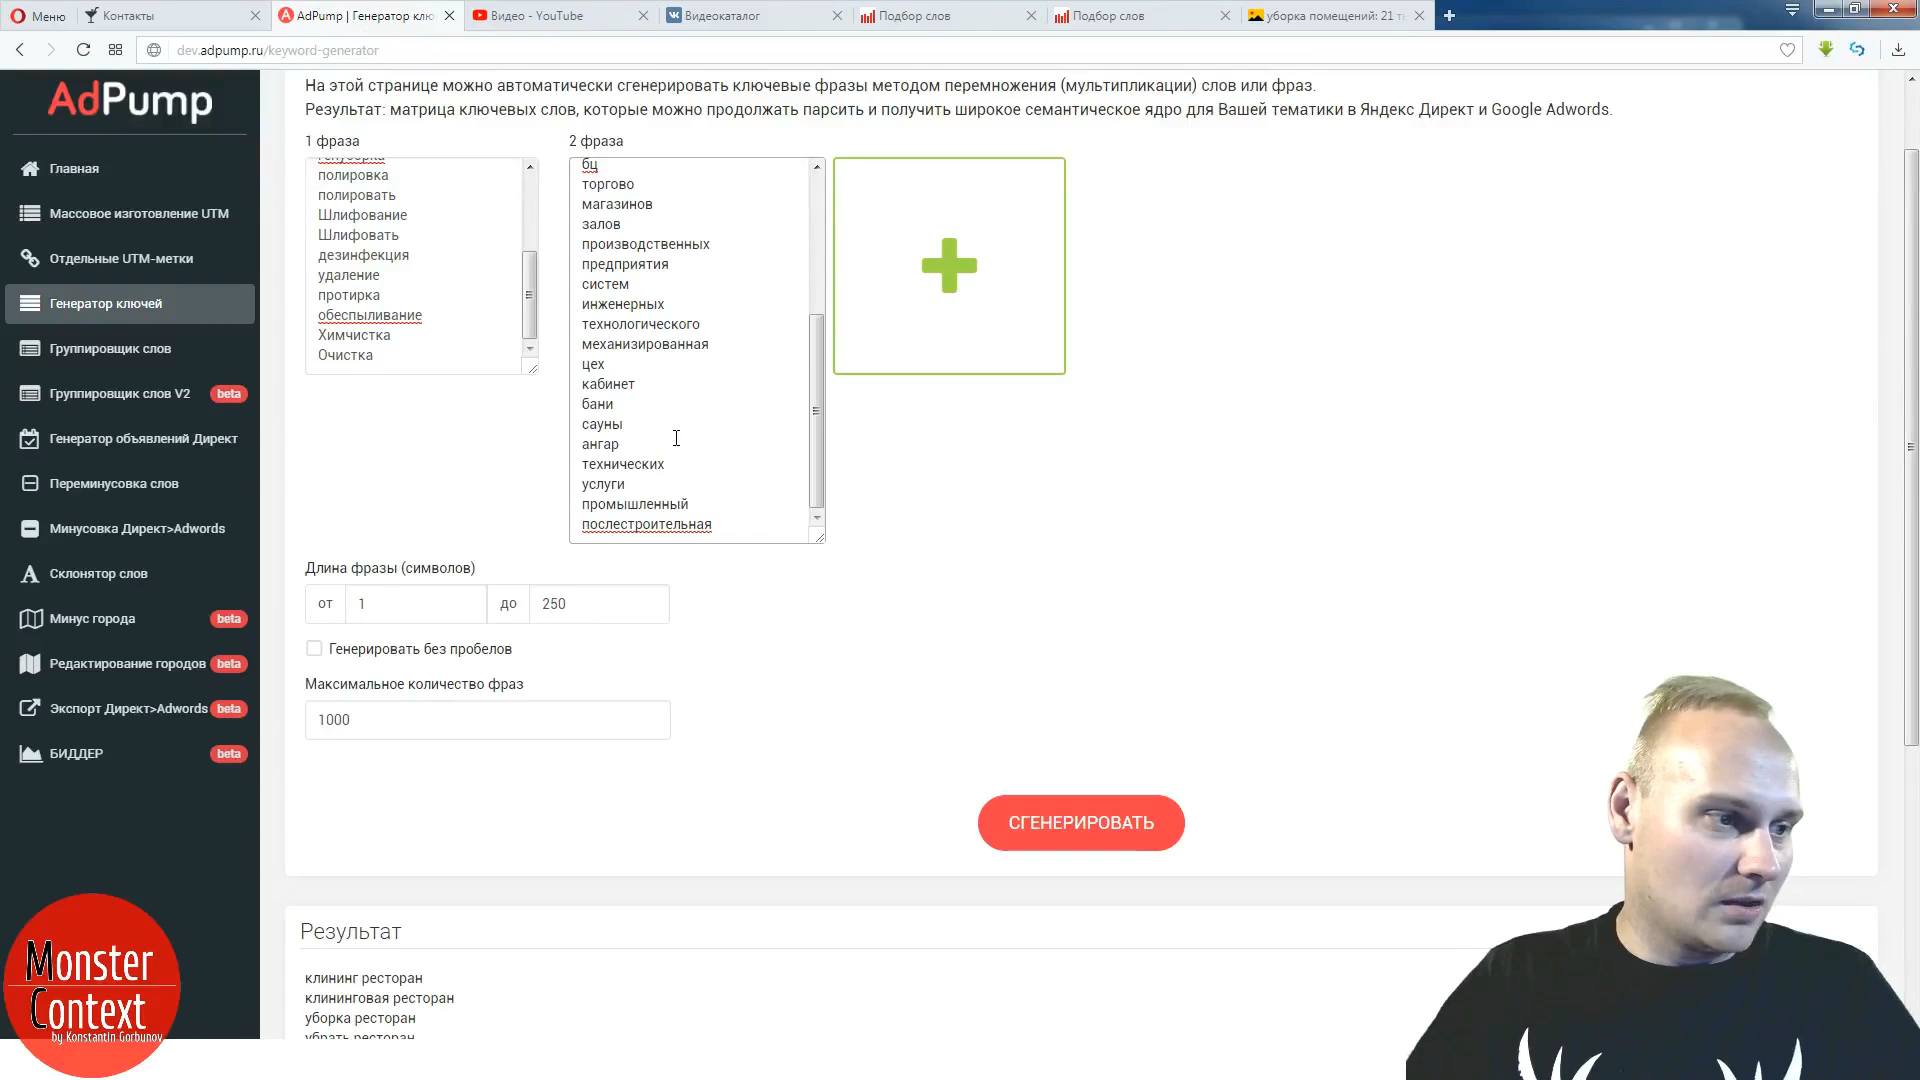 Меню
Контакты
AdPump | Генератор клю
Видео - YouTube
Видеокаталог
Подбор слов
Подбор слов
уборка помещений: 21 т
dev.adpump.ru/keyword-generator
AdPump
Главная
Массовое изготовление UTM
Отдельные UTM-метки
Генератор ключей
Группировщик слов
Группировщик слов V2 beta
Генератор объявлений Директ
Переминусовка слов
Минусовка Директ>Adwords
Склонятор слов
Минус города beta
Редактирование городов beta
Экспорт Директ>Adwords beta
БИДДЕР beta
На этой странице можно автоматически сгенерировать ключевые фразы методом перемножения (мультипликации) слов или фраз.
Результат: матрица ключевых слов, которые можно продолжать парсить и получить широкое семантическое ядро для Вашей тематики в Яндекс Директ и Google Adwords.
1 фраза
генуборка
полировка
полировать
Шлифование
Шлифовать
дезинфекция
удаление
протирка
обеспыливание
Химчистка
Очистка
2 фраза
бц
торгово
магазинов
залов
производственных
предприятия
систем
инженерных
технологического
механизированная
цех
кабинет
бани
сауны
ангар
технических
услуги
промышленный
послестроительная
Длина фразы (символов)
от 1 до 250
Генерировать без пробелов
Максимальное количество фраз
1000
СГЕНЕРИРОВАТЬ
Результат
клининг ресторан
клининговая ресторан
уборка ресторан
убрать ресторан
Monster
Context
by Konstantin Gorbunov